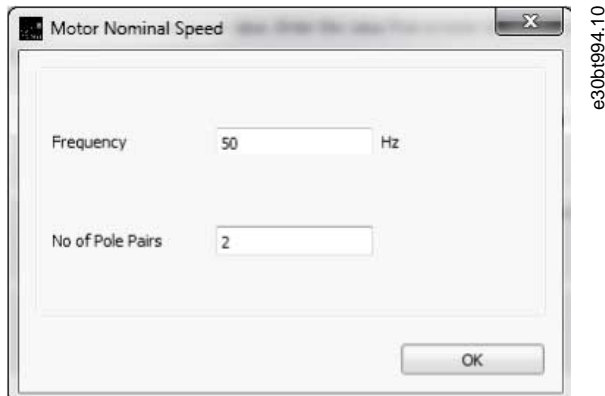 Motor Nominal Speed
Frequency 50 Hz
No of Pole Pairs 2
OK
e30bt994.10